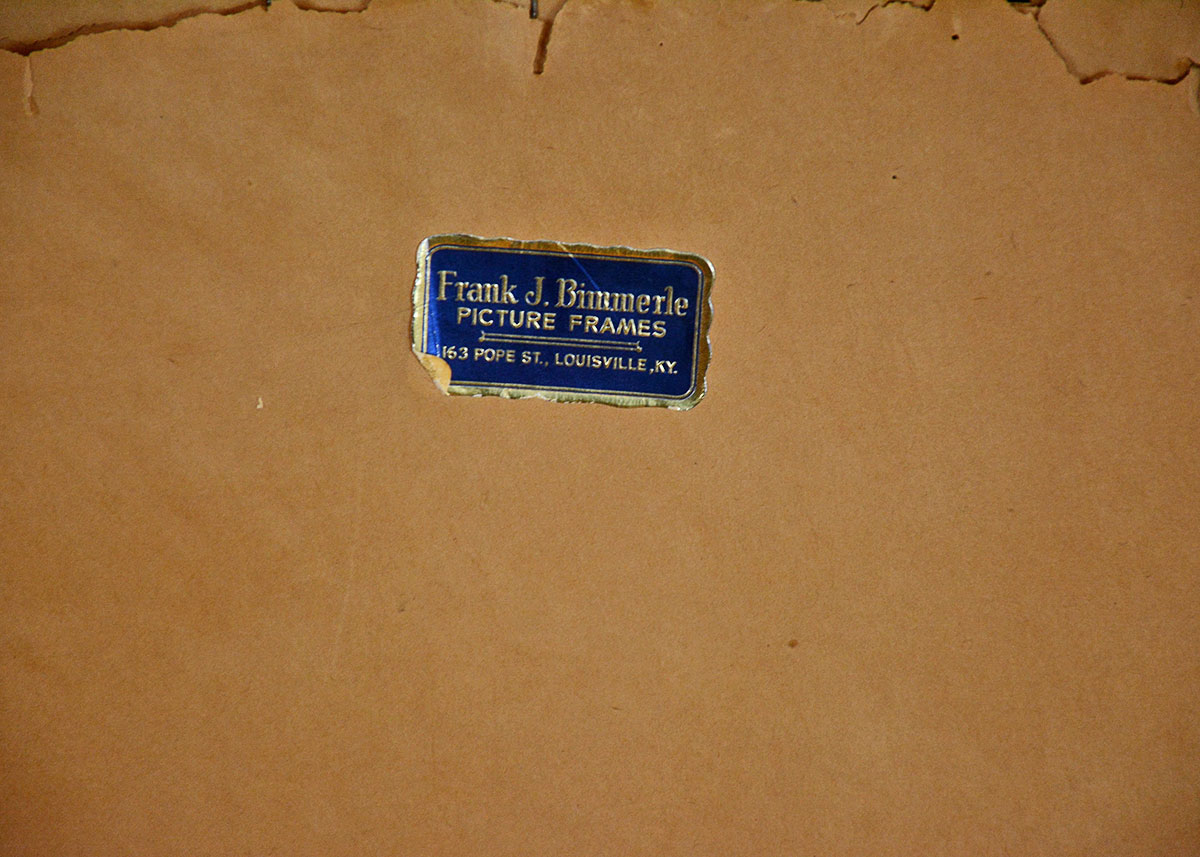 Frank J. Bimmerle
PICTURE FRAMES
163 POPE ST., LOUISVILLE, KY.